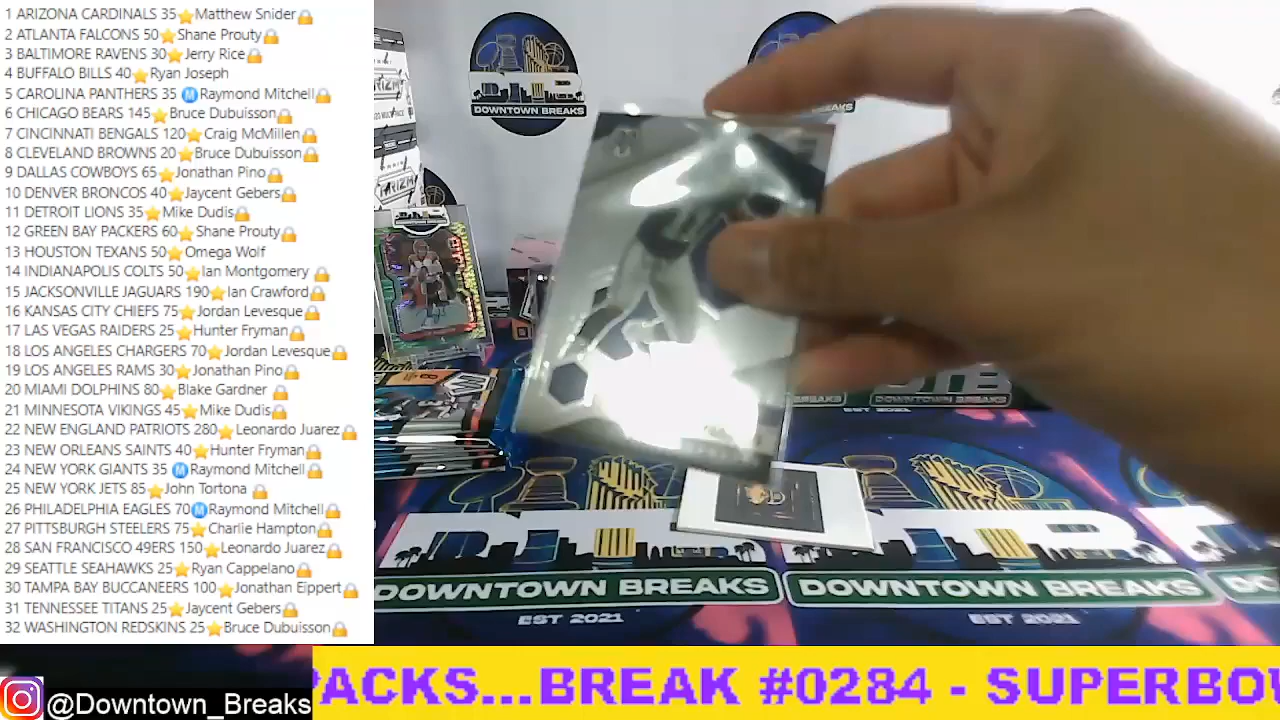 1 ARIZONA CARDINALS 35⭐Matthew Snider🔒
2 ATLANTA FALCONS 50⭐Shane Prouty🔒
3 BALTIMORE RAVENS 30⭐Jerry Rice🔒
4 BUFFALO BILLS 40⭐Ryan Joseph
5 CAROLINA PANTHERS 35 Ⓜ️Raymond Mitchell🔒
6 CHICAGO BEARS 145⭐Bruce Dubuisson🔒
7 CINCINNATI BENGALS 120⭐Craig McMillen🔒
8 CLEVELAND BROWNS 20⭐Bruce Dubuisson🔒
9 DALLAS COWBOYS 65⭐Jonathan Pino🔒
10 DENVER BRONCOS 40⭐Jaycent Gebers🔒
11 DETROIT LIONS 35⭐Mike Dudis🔒
12 GREEN BAY PACKERS 60⭐Shane Prouty🔒
13 HOUSTON TEXANS 50⭐Omega Wolf
14 INDIANAPOLIS COLTS 50⭐Ian Montgomery 🔒
15 JACKSONVILLE JAGUARS 190⭐Ian Crawford🔒
16 KANSAS CITY CHIEFS 75⭐Jordan Levesque🔒
17 LAS VEGAS RAIDERS 25⭐Hunter Fryman🔒
18 LOS ANGELES CHARGERS 70⭐Jordan Levesque🔒
19 LOS ANGELES RAMS 30⭐Jonathan Pino🔒
20 MIAMI DOLPHINS 80⭐Blake Gardner 🔒
21 MINNESOTA VIKINGS 45⭐Mike Dudis🔒
22 NEW ENGLAND PATRIOTS 280⭐Leonardo Juarez🔒
23 NEW ORLEANS SAINTS 40⭐Hunter Fryman🔒
24 NEW YORK GIANTS 35 Ⓜ️Raymond Mitchell🔒
25 NEW YORK JETS 85⭐John Tortona 🔒
26 PHILADELPHIA EAGLES 70Ⓜ️Raymond Mitchell🔒
27 PITTSBURGH STEELERS 75⭐Charlie Hampton🔒
28 SAN FRANCISCO 49ERS 150⭐Leonardo Juarez🔒
29 SEATTLE SEAHAWKS 25⭐Ryan Cappelano🔒
30 TAMPA BAY BUCCANEERS 100⭐Jonathan Eippert🔒
31 TENNESSEE TITANS 25⭐Jaycent Gebers🔒
32 WASHINGTON REDSKINS 25⭐Bruce Dubuisson🔒
DTB
DOWNTOWN BREAKS
BREAKS
PRIZM
DTB
DOWNTOWN BREAKS
EST 2021
DOWNTOWN BREAKS
EST 2021
DOWNTOWN BREAKS
EST 2021
@Downtown_Breaks
PACKS...BREAK #0284 - SUPERBOW